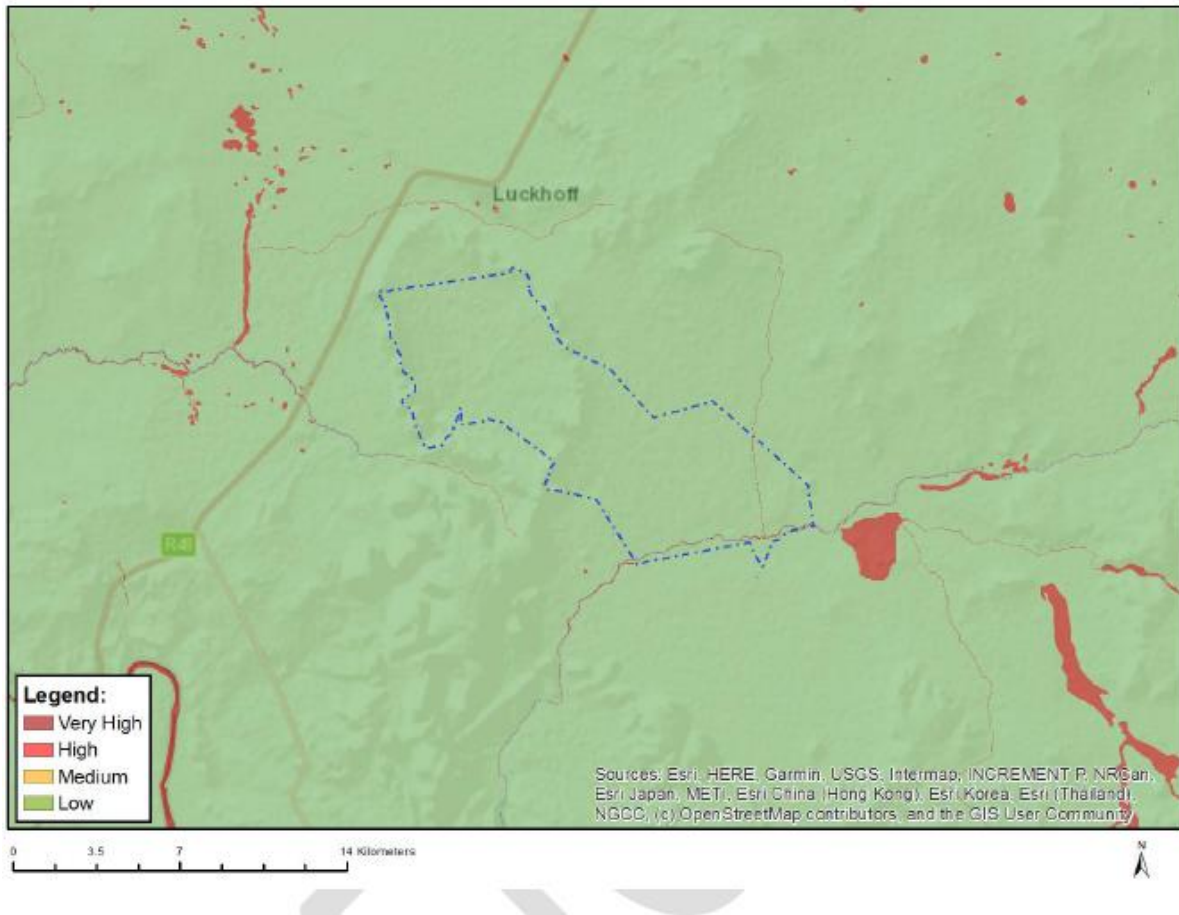 Luckhoff
R48
Legend:
Very High
High
Medium
Low
Sources: Esri, HERE, Garmin, USGS, Intermap, INCREMENT P, NRCan,
Esri Japan, METI, Esri China (Hong Kong), Esri Korea, Esri (Thailand),
NGCC, (c) OpenStreetMap contributors, and the GIS User Community
0 3.5 7 14 Kilometers
N